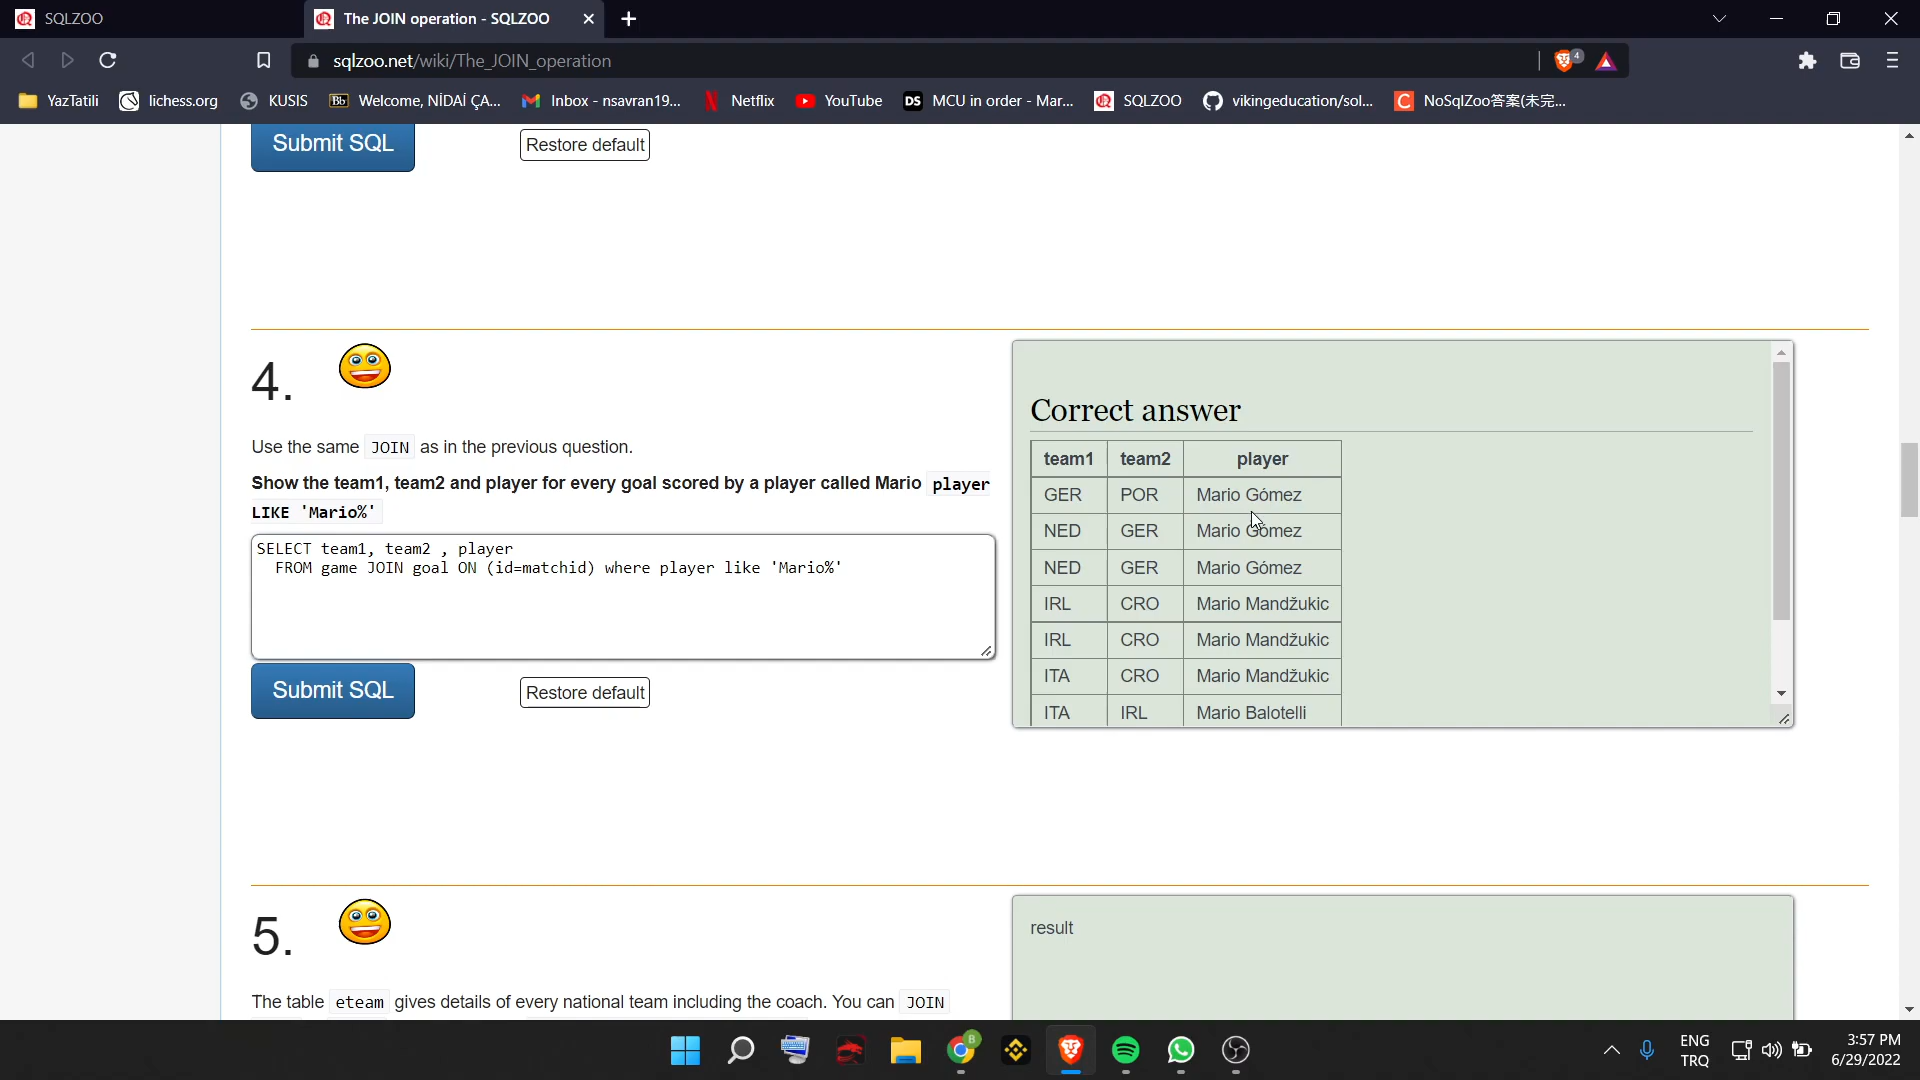 SQLZOO
The JOIN operation - SQLZOO
sqlzoo.net/wiki/The_JOIN_operation
4
YazTatili
lichess.org
KUSIS
Bb Welcome, NİDAİ ÇA...
Inbox - nsavran19...
Netflix
YouTube
DS MCU in order - Mar...
SQLZOO
vikingeducation/sol...
C NoSqlZoo答案(未完...
Submit SQL
Restore default
4.
Use the same JOIN as in the previous question.
Show the team1, team2 and player for every goal scored by a player called Mario player
LIKE 'Mario%'
SELECT team1, team2 , player
FROM game JOIN goal ON (id=matchid) where player like 'Mario%'
Submit SQL
Restore default
Correct answer
team1 team2 player
GER POR Mario Gómez
NED GER Mario Gómez
NED GER Mario Gómez
IRL CRO Mario Mandžukic
IRL CRO Mario Mandžukic
ITA CRO Mario Mandžukic
ITA IRL Mario Balotelli
5.
result
The table eteam gives details of every national team including the coach. You can JOIN
B
ENG
TRQ
3:57 PM
6/29/2022